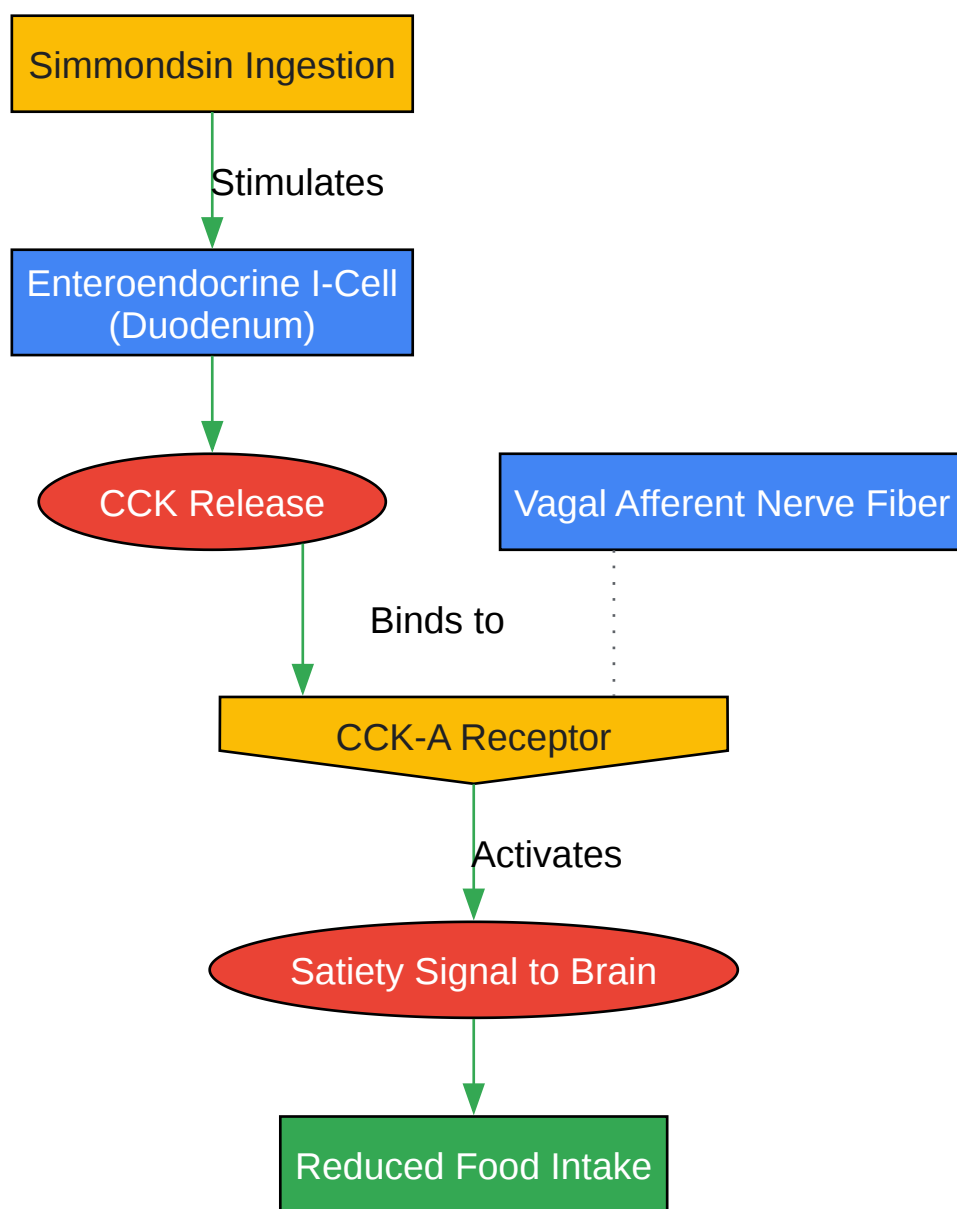 Simmondsin Ingestion
Stimulates
Enteroendocrine I-Cell
(Duodenum)
CCK Release
Vagal Afferent Nerve Fiber
Binds to
CCK-A Receptor
Activates
Satiety Signal to Brain
Reduced Food Intake